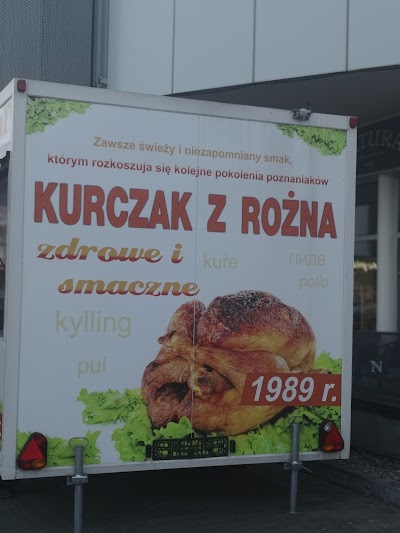 Zawsze świeży i niezapomniany smak,
którym rozkoszują się kolejne pokolenia poznaniaków
KURCZAK Z ROŻNA
zdrowe i
smaczne
kuře
пиле
pollo
kylling
pui
1989 r.
N